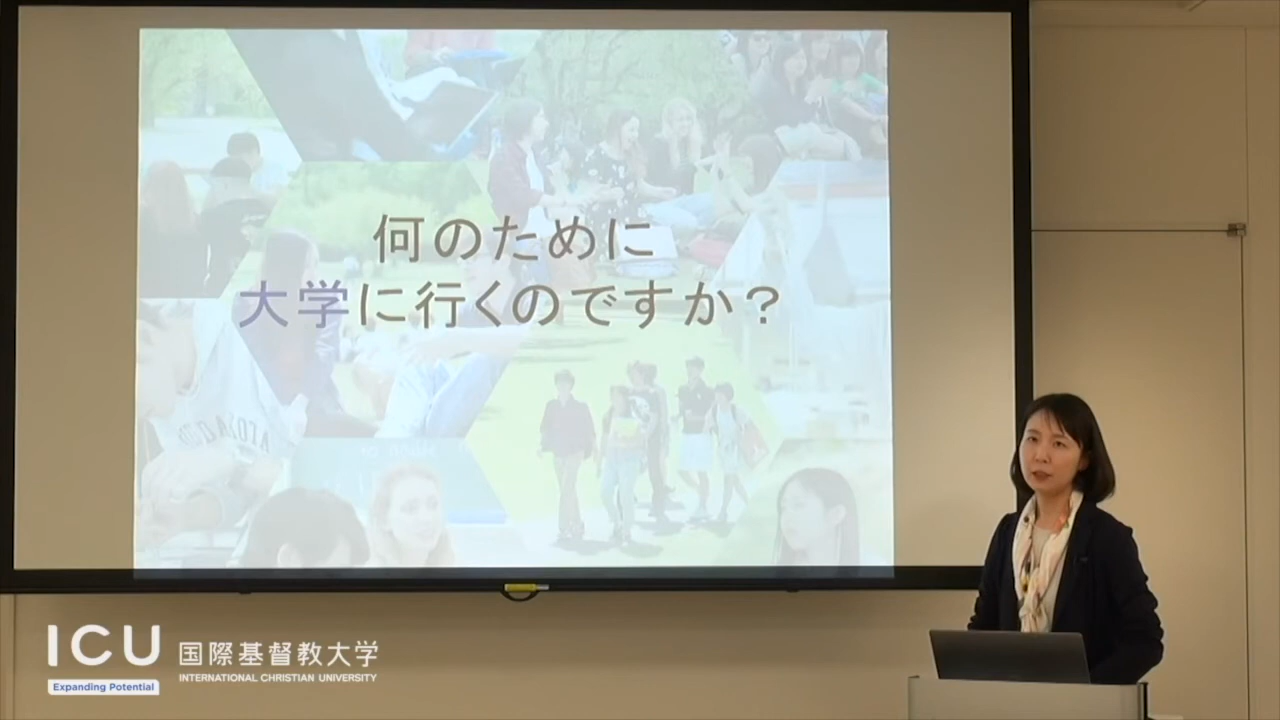 何のために
大学に行くのですか？
ICU 国際基督教大学
Expanding Potential INTERNATIONAL CHRISTIAN UNIVERSITY